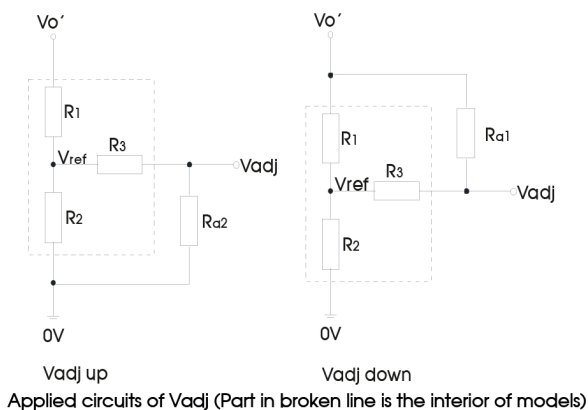 Vo′
R1
Vref
R3
Vadj
R2
Ra2
0V
Vadj up
Vo′
R1
Ra1
Vref
R3
Vadj
R2
0V
Vadj down
Applied circuits of Vadj (Part in broken line is the interior of models)